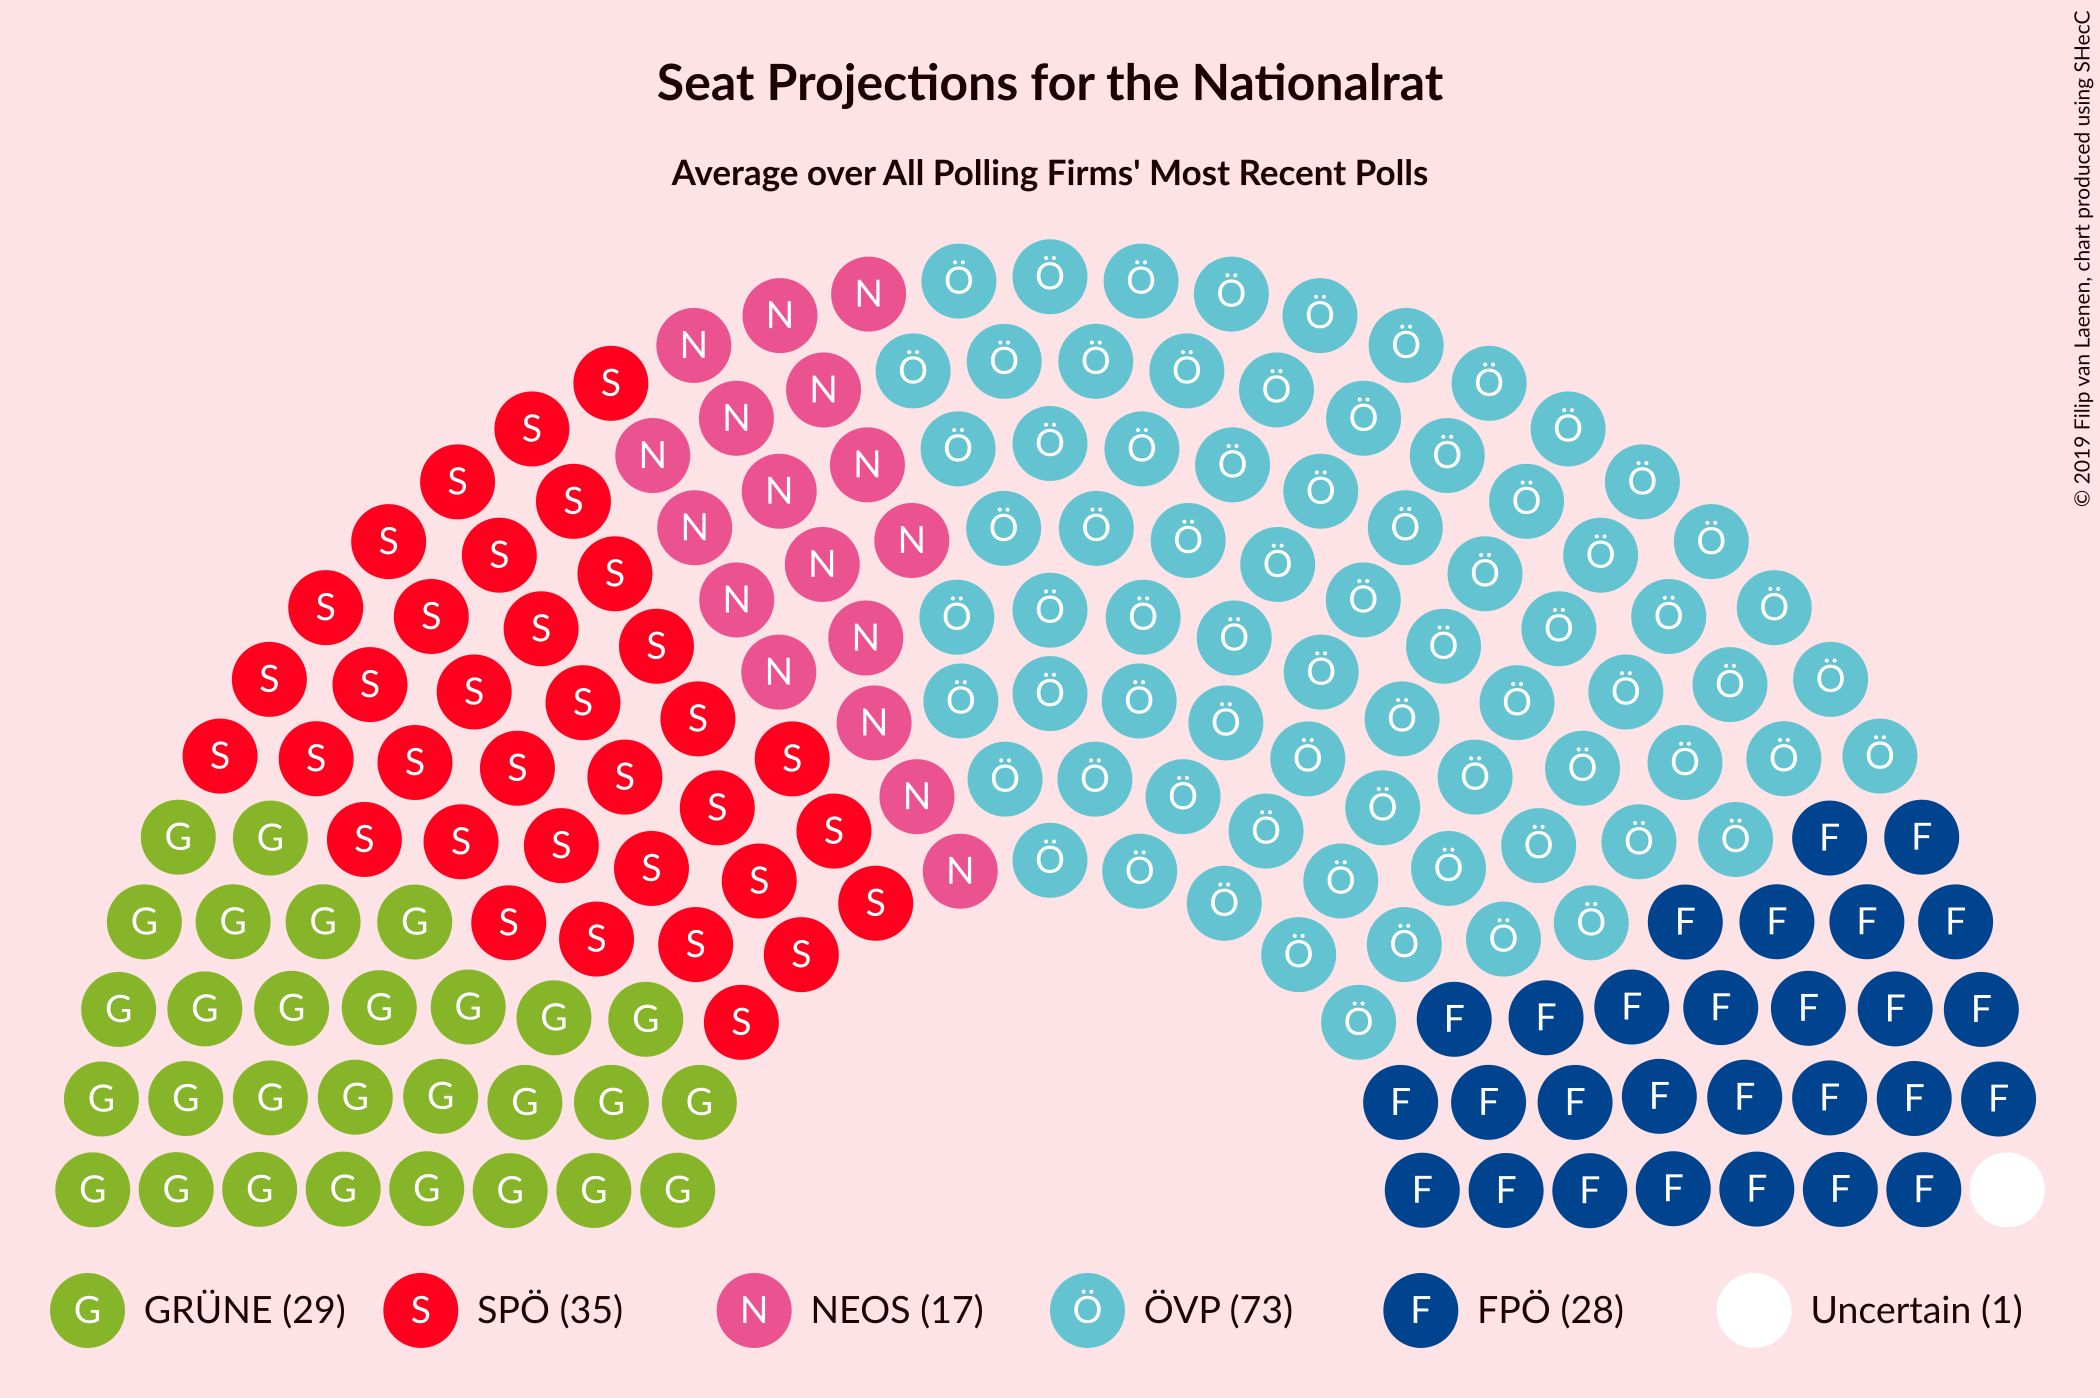 Seat Projections for the Nationalrat
Average over All Polling Firms' Most Recent Polls
© 2019 Filip van Laenen, chart produced using SHecC
N N N Ö Ö Ö Ö Ö Ö
S S S N N N Ö Ö Ö Ö Ö Ö Ö Ö
S S S N N N Ö Ö Ö Ö Ö Ö Ö Ö
S S S N N N Ö Ö Ö Ö Ö Ö Ö Ö
S S S N N Ö Ö Ö Ö Ö Ö Ö Ö
S S S S N Ö Ö Ö Ö Ö Ö Ö Ö
S S S S S N Ö Ö Ö Ö Ö Ö Ö Ö Ö
S S S S S S N Ö Ö Ö Ö Ö Ö Ö Ö Ö
G G S S S S S S N Ö Ö Ö Ö Ö Ö Ö Ö F F
G G G G S S S S S Ö Ö Ö Ö Ö F F F F
G G G G G G G S Ö F F F F F F F
G G G G G G G G F F F F F F F F
G G G G G G G G F F F F F F F
G GRÜNE (29) S SPÖ (35) N NEOS (17) Ö ÖVP (73) F FPÖ (28) Uncertain (1)